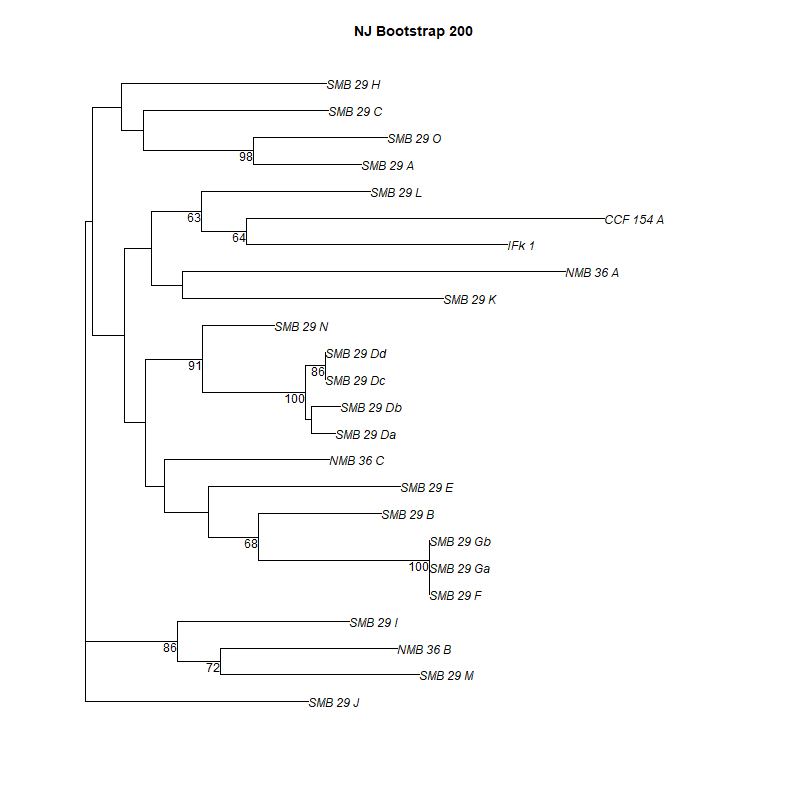 NJ Bootstrap 200
SMB 29 H
SMB 29 C
SMB 29 O
98
SMB 29 A
SMB 29 L
63
CCF 154 A
64
IFk 1
NMB 36 A
SMB 29 K
SMB 29 N
SMB 29 Dd
91
86
SMB 29 Dc
100
SMB 29 Db
SMB 29 Da
NMB 36 C
SMB 29 E
SMB 29 B
68
SMB 29 Gb
100
SMB 29 Ga
SMB 29 F
SMB 29 I
86
NMB 36 B
72
SMB 29 M
SMB 29 J